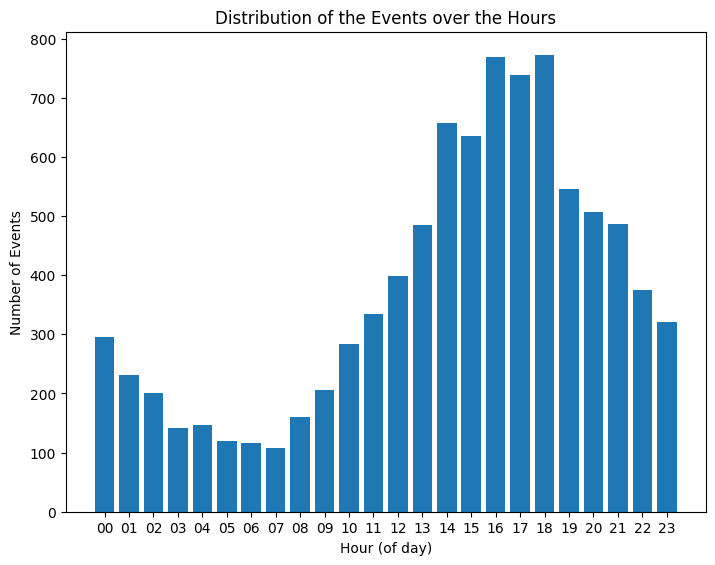 Distribution of the Events over the Hours
800
700
600
500
400
300
200
100
0
Number of Events
00 01 02 03 04 05 06 07 08 09 10 11 12 13 14 15 16 17 18 19 20 21 22 23
Hour (of day)